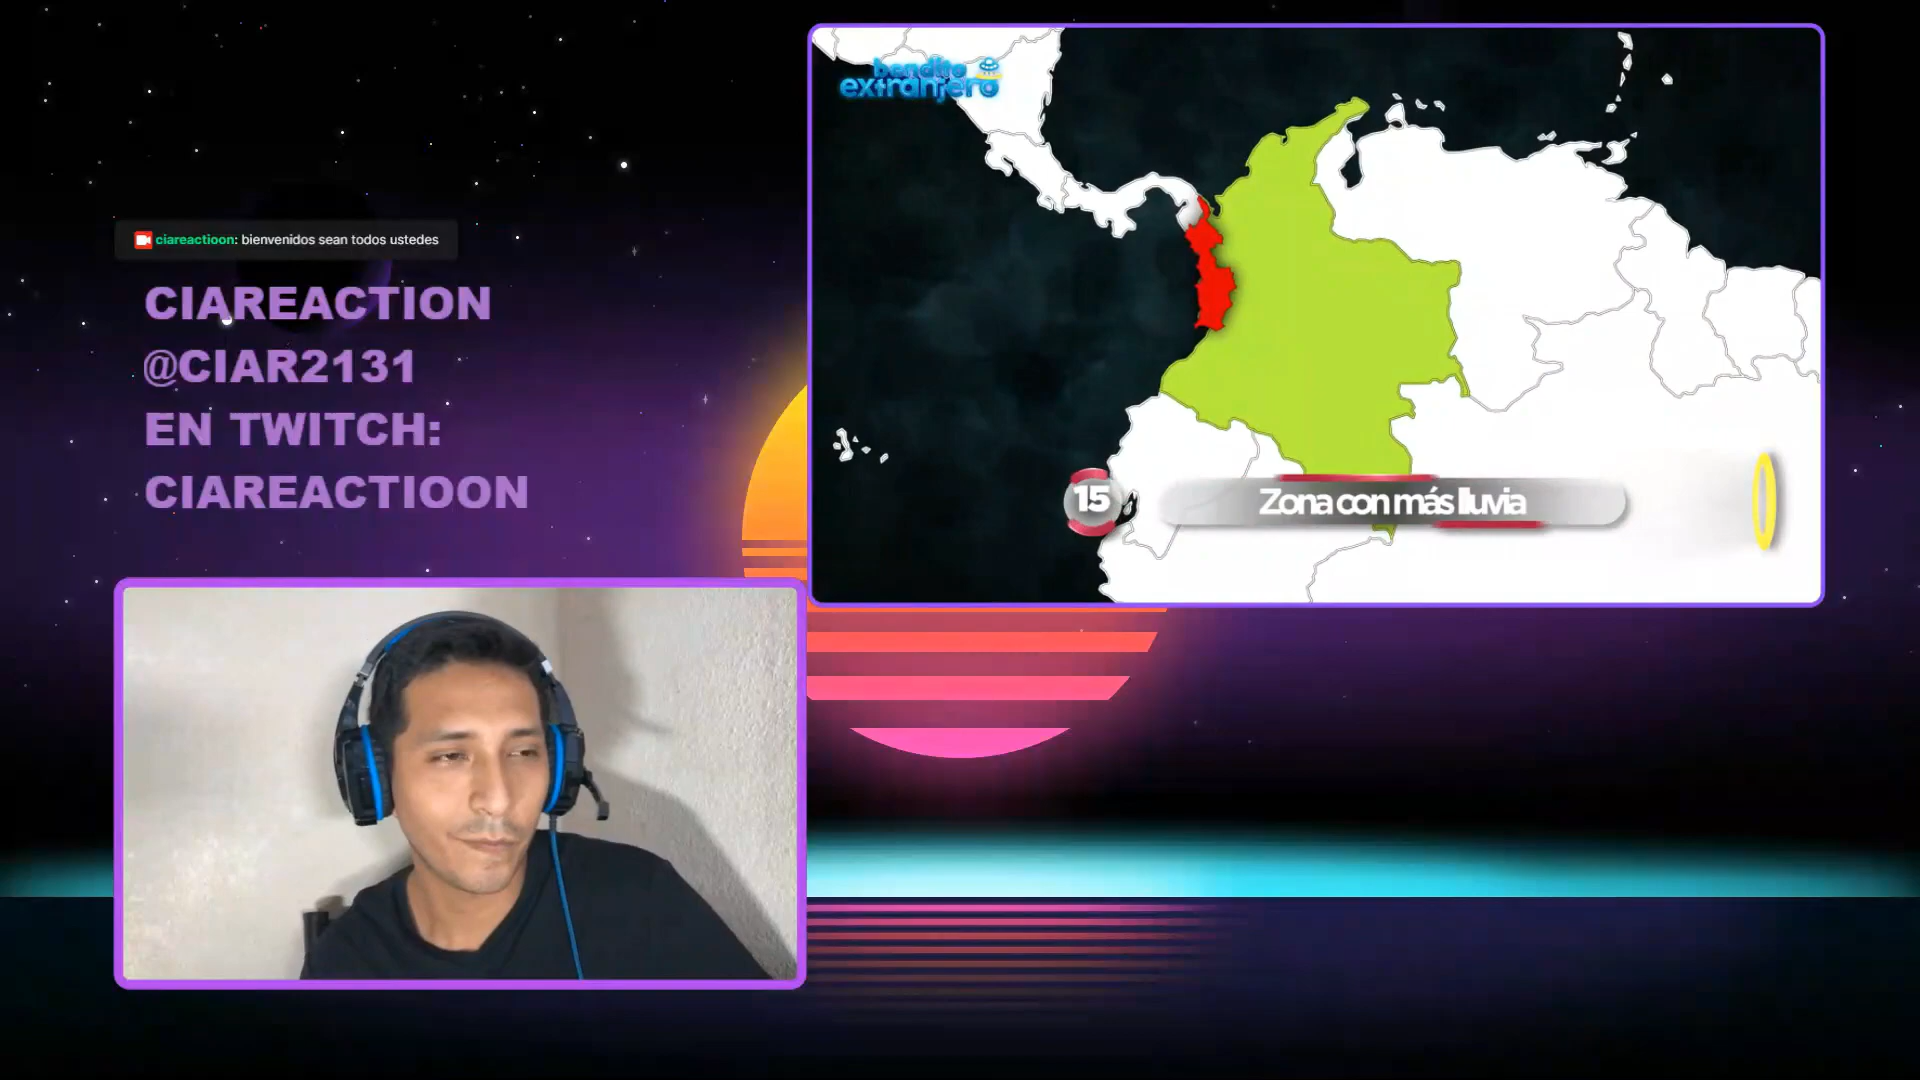 ciareactioon: bienvenidos sean todos ustedes
CIAREACTION
@CIAR2131
EN TWITCH:
CIAREACTIOON
bendito
extranjero
15
Zona con más lluvia